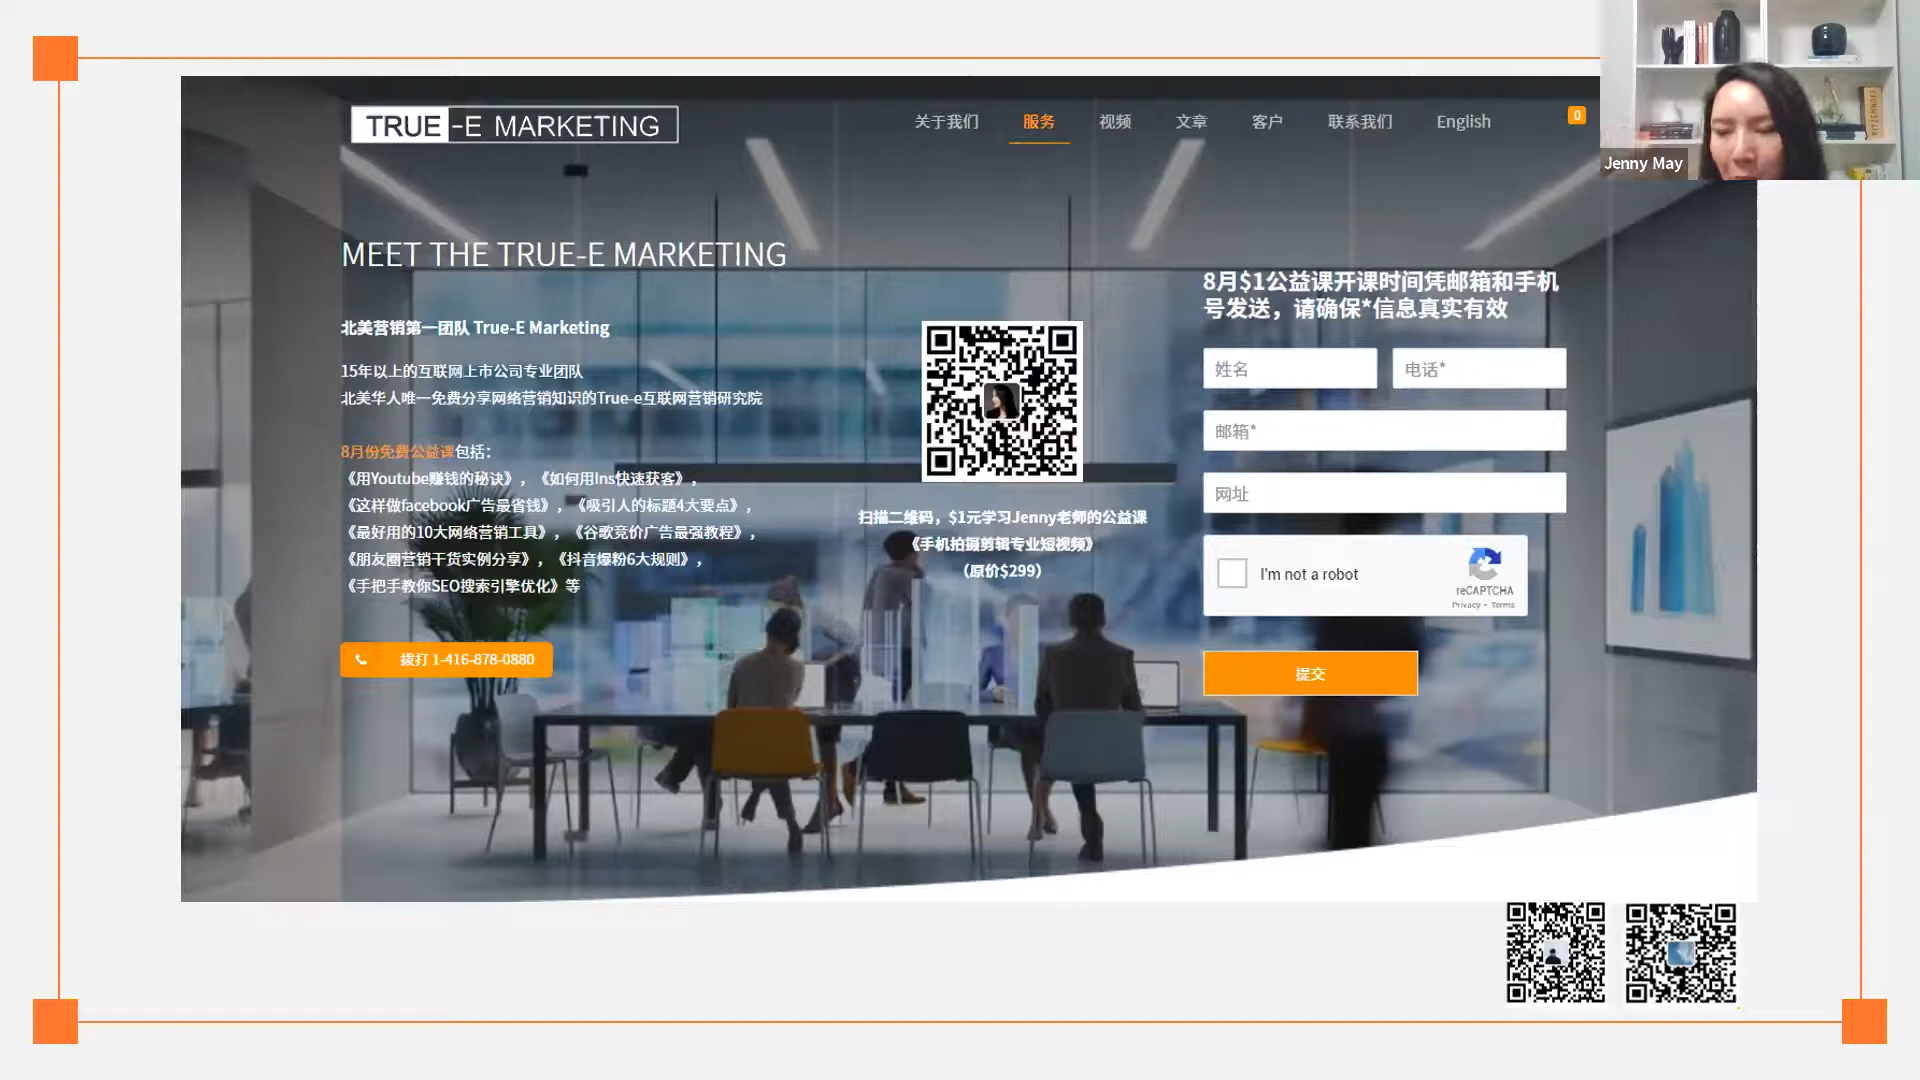 TRUE-E MARKETING
关于我们
服务
视频
文章
客户
联系我们
English
0
Jenny May
MEET THE TRUE-E MARKETING
北美营销第一团队 True-E Marketing
15年以上的互联网上市公司专业团队
北美华人唯一免费分享网络营销知识的True-e互联网营销研究院
8月份免费公益课包括：
《用Youtube赚钱的秘诀》，《如何用Ins快速获客》，
《这样做facebook广告最省钱》，《吸引人的标题4大要点》，
《最好用的10大网络营销工具》，《谷歌竞价广告最强教程》，
《朋友圈营销干货实例分享》，《抖音爆粉6大规则》，
《手把手教你SEO搜索引擎优化》等
拨打 1-416-878-0880
扫描二维码，$1元学习Jenny老师的公益课
《手机拍摄剪辑专业短视频》
（原价$299）
8月$1公益课开课时间凭邮箱和手机
号发送，请确保*信息真实有效
姓名
电话*
邮箱*
网址
I'm not a robot
reCAPTCHA
Privacy - Terms
提交